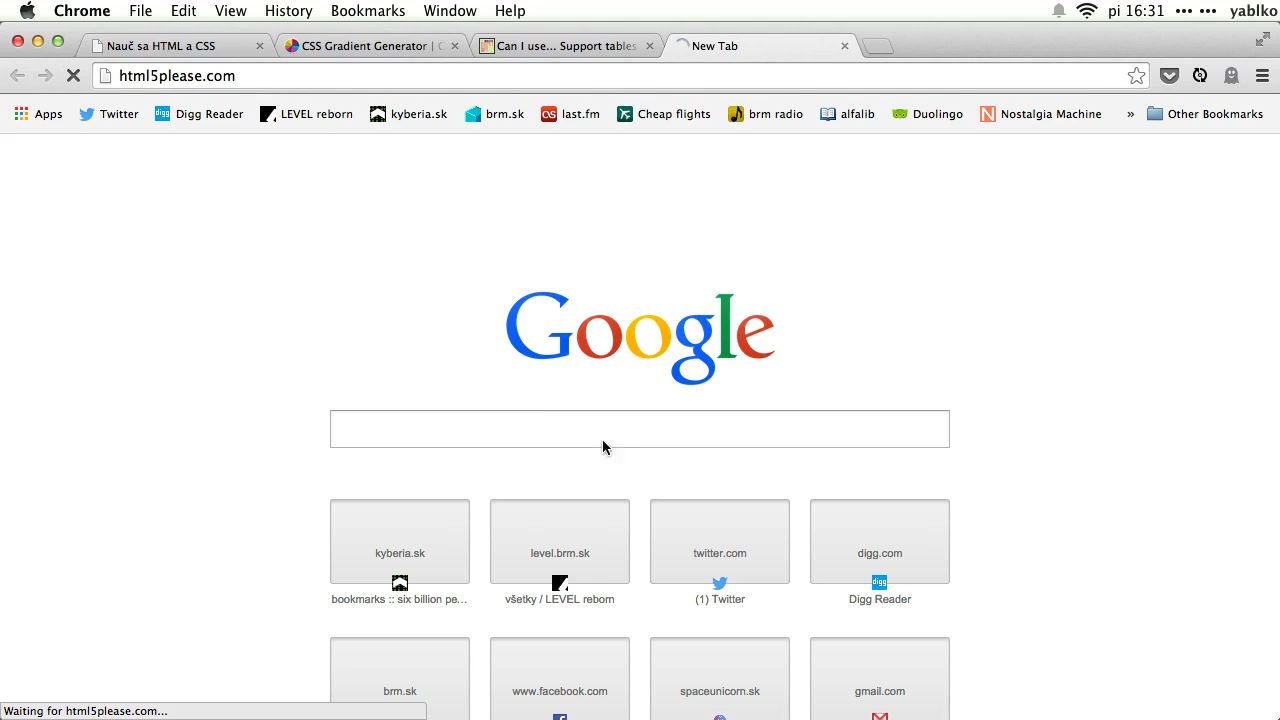 Chrome File Edit View History Bookmarks Window Help pi 16:31 yablko
Nauč sa HTML a CSS CSS Gradient Generator | C Can I use... Support tables New Tab
html5please.com
Apps Twitter Digg Reader LEVEL reborn kyberia.sk brm.sk last.fm Cheap flights brm radio alfalib Duolingo Nostalgia Machine » Other Bookmarks
Google
kyberia.sk level.brm.sk twitter.com digg.com
digg
bookmarks :: six billion pe... všetky / LEVEL reborn (1) Twitter Digg Reader
brm.sk www.facebook.com spaceunicorn.sk gmail.com
Waiting for html5please.com...